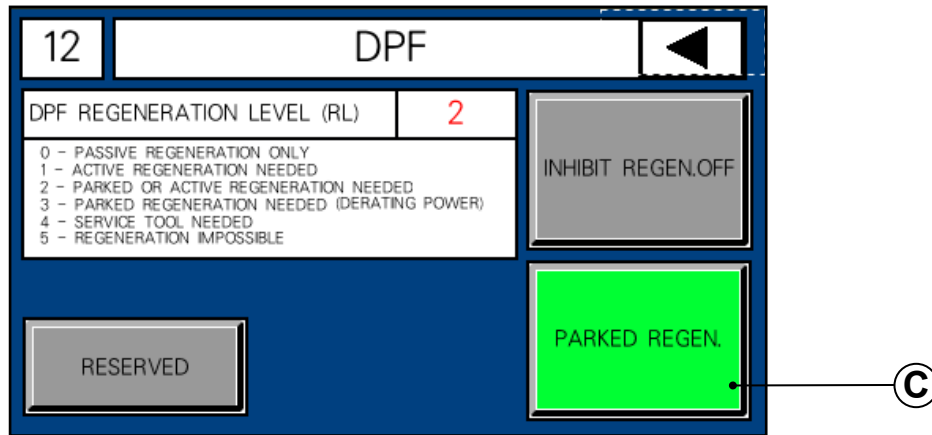 12
DPF
DPF REGENERATION LEVEL (RL)
2
0 - PASSIVE REGENERATION ONLY
1 - ACTIVE REGENERATION NEEDED
2 - PARKED OR ACTIVE REGENERATION NEEDED
3 - PARKED REGENERATION NEEDED (DERATING POWER)
4 - SERVICE TOOL NEEDED
5 - REGENERATION IMPOSSIBLE
INHIBIT REGEN.OFF
RESERVED
PARKED REGEN.
C